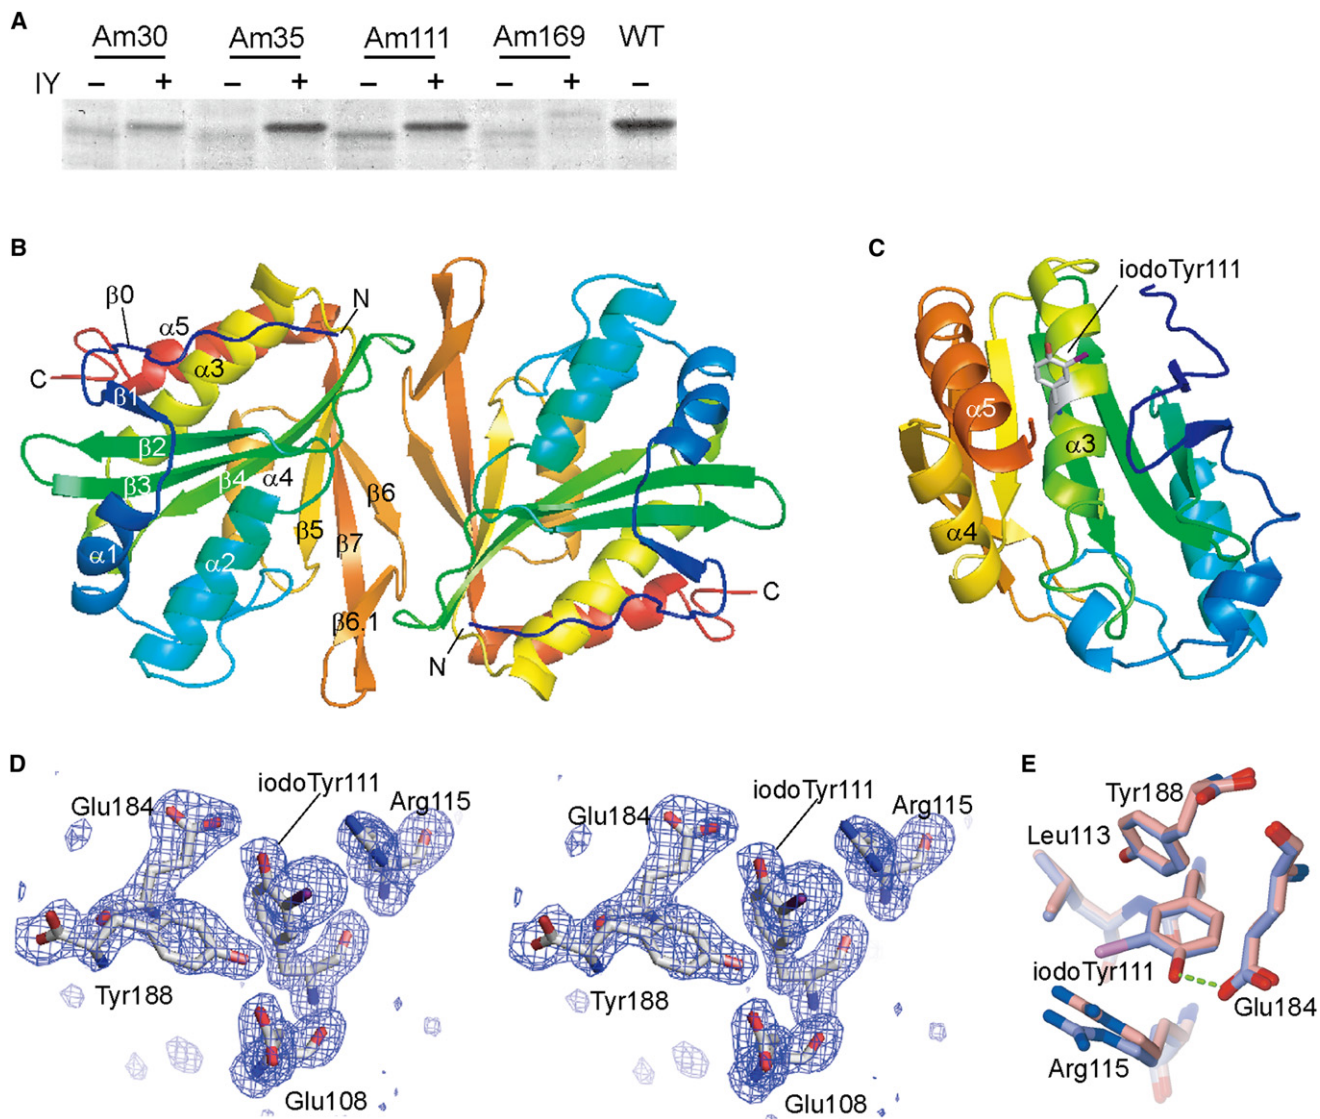 A
Am30 Am35 Am111 Am169 WT
IY – + – + – + – + –
B
β0
α5
N
α3
C
β1
β2
β3
β4
α4
β6
β5
β7
α1
α2
β6.1
C
N
C
iodoTyr111
α5
α3
α4
D
Glu184
iodoTyr111
Arg115
Tyr188
Glu108
Glu184
iodoTyr111
Arg115
Tyr188
Glu108
E
Tyr188
Leu113
iodoTyr111
Glu184
Arg115